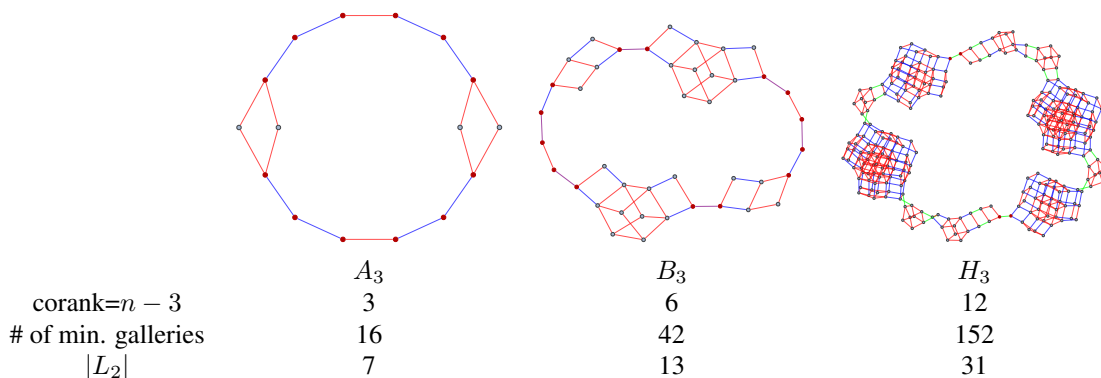 $A_3$ $B_3$ $H_3$
corank=$n-3$ 3 6 12
# of min. galleries 16 42 152
$|L_2|$ 7 13 31